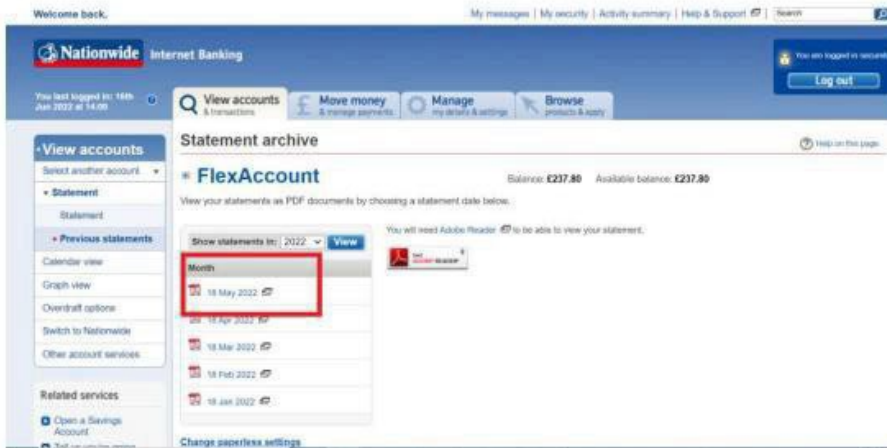 Welcome back.
My messages | My security | Activity summary | Help & Support
Search
Nationwide Internet Banking
You are logged in securely
Log out
You last logged in: 16th
Jun 2022 at 14:00
View accounts
& transactions
Move money
& manage payments
Manage
my details & settings
Browse
products & apply
View accounts
Select another account
Statement
Statement
Previous statements
Calendar view
Graph view
Overdraft options
Switch to Nationwide
Other account services
Related services
Open a Savings
Account
Statement archive
Help on this page
FlexAccount
Balance: £237.80 Available balance: £237.80
View your statements as PDF documents by choosing a statement date below.
Show statements in: 2022 View
You will need Adobe Reader to be able to view your statement.
Month
18 May 2022
18 Apr 2022
18 Mar 2022
18 Feb 2022
18 Jan 2022
Change paperless settings